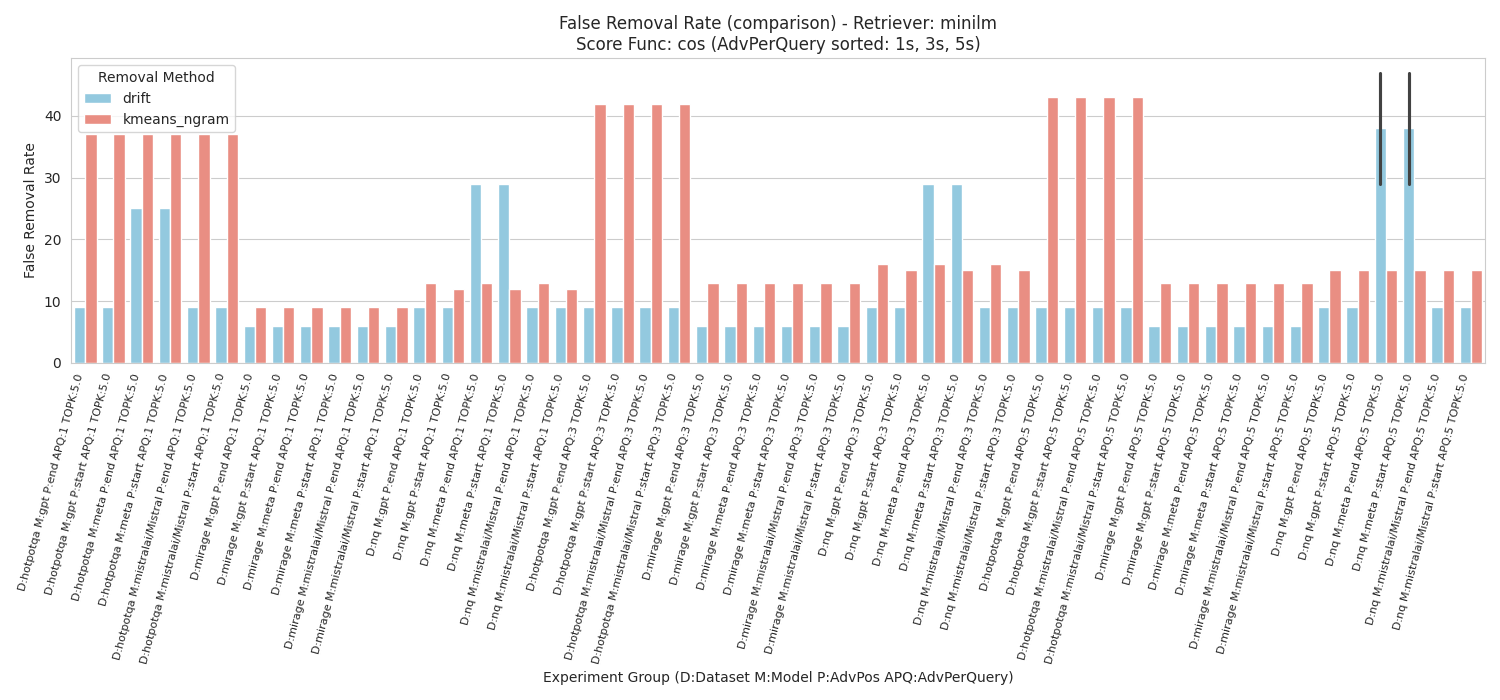 False Removal Rate (comparison) - Retriever: minilm
Score Func: cos (AdvPerQuery sorted: 1s, 3s, 5s)
Removal Method
drift
kmeans_ngram
False Removal Rate
40
30
20
10
0
D:hotpotqa M:gpt P:end APQ:1 TOPK:5.0
D:hotpotqa M:gpt P:start APQ:1 TOPK:5.0
D:hotpotqa M:meta P:end APQ:1 TOPK:5.0
D:hotpotqa M:meta P:start APQ:1 TOPK:5.0
D:hotpotqa M:mistralai/Mistral P:end APQ:1 TOPK:5.0
D:hotpotqa M:mistralai/Mistral P:start APQ:1 TOPK:5.0
D:mirage M:gpt P:end APQ:1 TOPK:5.0
D:mirage M:gpt P:start APQ:1 TOPK:5.0
D:mirage M:meta P:end APQ:1 TOPK:5.0
D:mirage M:meta P:start APQ:1 TOPK:5.0
D:mirage M:mistralai/Mistral P:end APQ:1 TOPK:5.0
D:mirage M:mistralai/Mistral P:start APQ:1 TOPK:5.0
D:nq M:gpt P:end APQ:1 TOPK:5.0
D:nq M:gpt P:start APQ:1 TOPK:5.0
D:nq M:meta P:end APQ:1 TOPK:5.0
D:nq M:meta P:start APQ:1 TOPK:5.0
D:nq M:mistralai/Mistral P:end APQ:1 TOPK:5.0
D:nq M:mistralai/Mistral P:start APQ:1 TOPK:5.0
D:hotpotqa M:gpt P:end APQ:3 TOPK:5.0
D:hotpotqa M:gpt P:start APQ:3 TOPK:5.0
D:hotpotqa M:mistralai/Mistral P:end APQ:3 TOPK:5.0
D:hotpotqa M:mistralai/Mistral P:start APQ:3 TOPK:5.0
D:mirage M:gpt P:end APQ:3 TOPK:5.0
D:mirage M:gpt P:start APQ:3 TOPK:5.0
D:mirage M:meta P:end APQ:3 TOPK:5.0
D:mirage M:meta P:start APQ:3 TOPK:5.0
D:mirage M:mistralai/Mistral P:end APQ:3 TOPK:5.0
D:mirage M:mistralai/Mistral P:start APQ:3 TOPK:5.0
D:nq M:gpt P:end APQ:3 TOPK:5.0
D:nq M:gpt P:start APQ:3 TOPK:5.0
D:nq M:meta P:end APQ:3 TOPK:5.0
D:nq M:meta P:start APQ:3 TOPK:5.0
D:nq M:mistralai/Mistral P:end APQ:3 TOPK:5.0
D:nq M:mistralai/Mistral P:start APQ:3 TOPK:5.0
D:hotpotqa M:gpt P:end APQ:5 TOPK:5.0
D:hotpotqa M:gpt P:start APQ:5 TOPK:5.0
D:hotpotqa M:mistralai/Mistral P:end APQ:5 TOPK:5.0
D:hotpotqa M:mistralai/Mistral P:start APQ:5 TOPK:5.0
D:mirage M:gpt P:end APQ:5 TOPK:5.0
D:mirage M:gpt P:start APQ:5 TOPK:5.0
D:mirage M:meta P:end APQ:5 TOPK:5.0
D:mirage M:meta P:start APQ:5 TOPK:5.0
D:mirage M:mistralai/Mistral P:end APQ:5 TOPK:5.0
D:mirage M:mistralai/Mistral P:start APQ:5 TOPK:5.0
D:nq M:gpt P:end APQ:5 TOPK:5.0
D:nq M:gpt P:start APQ:5 TOPK:5.0
D:nq M:meta P:end APQ:5 TOPK:5.0
D:nq M:meta P:start APQ:5 TOPK:5.0
D:nq M:mistralai/Mistral P:end APQ:5 TOPK:5.0
D:nq M:mistralai/Mistral P:start APQ:5 TOPK:5.0
Experiment Group (D:Dataset M:Model P:AdvPos APQ:AdvPerQuery)